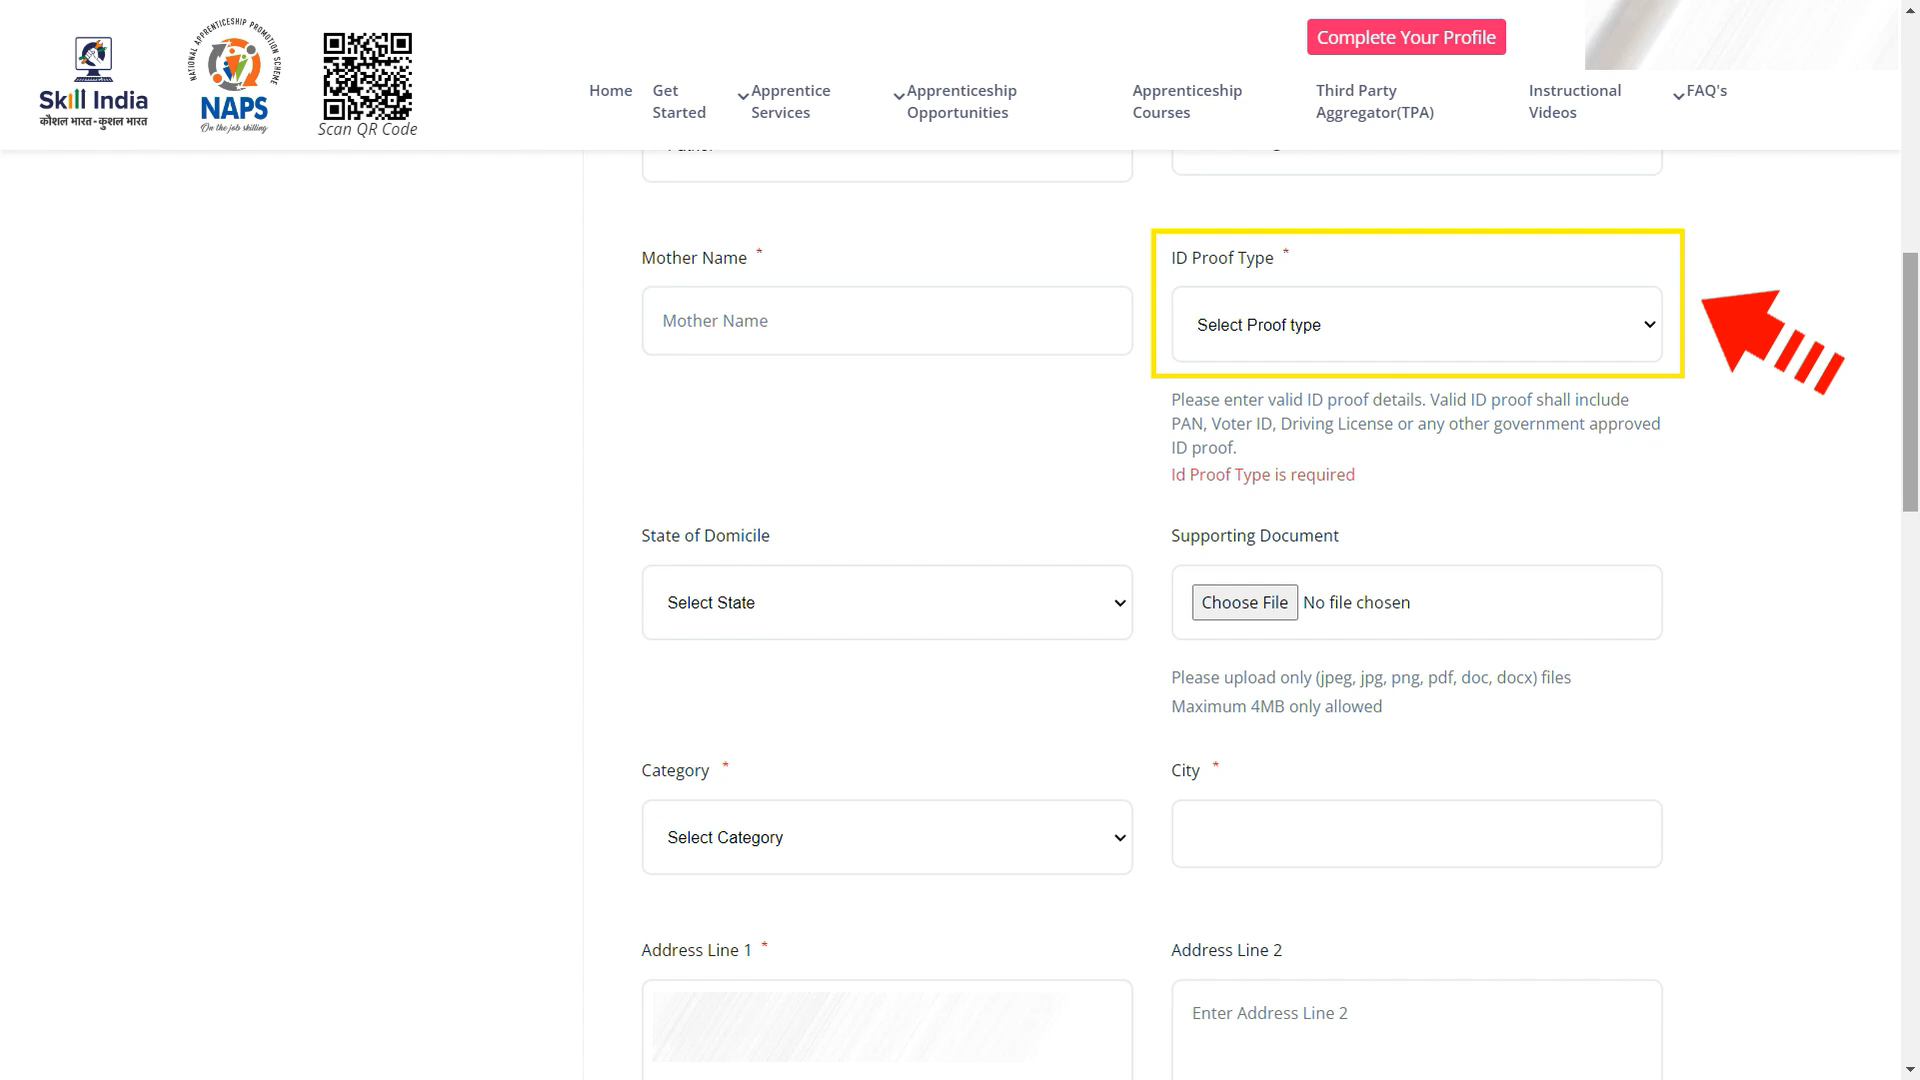 Complete Your Profile
NATIONAL APPRENTICESHIP PROMOTION SCHEME
Skill India
कौशल भारत-कुशल भारत
NAPS
On the job skilling
Scan QR Code
Home
Get Started
Apprentice Services
Apprenticeship Opportunities
Apprenticeship Courses
Third Party Aggregator(TPA)
Instructional Videos
FAQ's
Mother Name *
Mother Name
ID Proof Type *
Select Proof type
Please enter valid ID proof details. Valid ID proof shall include
PAN, Voter ID, Driving License or any other government approved
ID proof.
Id Proof Type is required
State of Domicile
Select State
Supporting Document
Choose File No file chosen
Please upload only (jpeg, jpg, png, pdf, doc, docx) files
Maximum 4MB only allowed
Category *
Select Category
City *
Address Line 1 *
Address Line 2
Enter Address Line 2